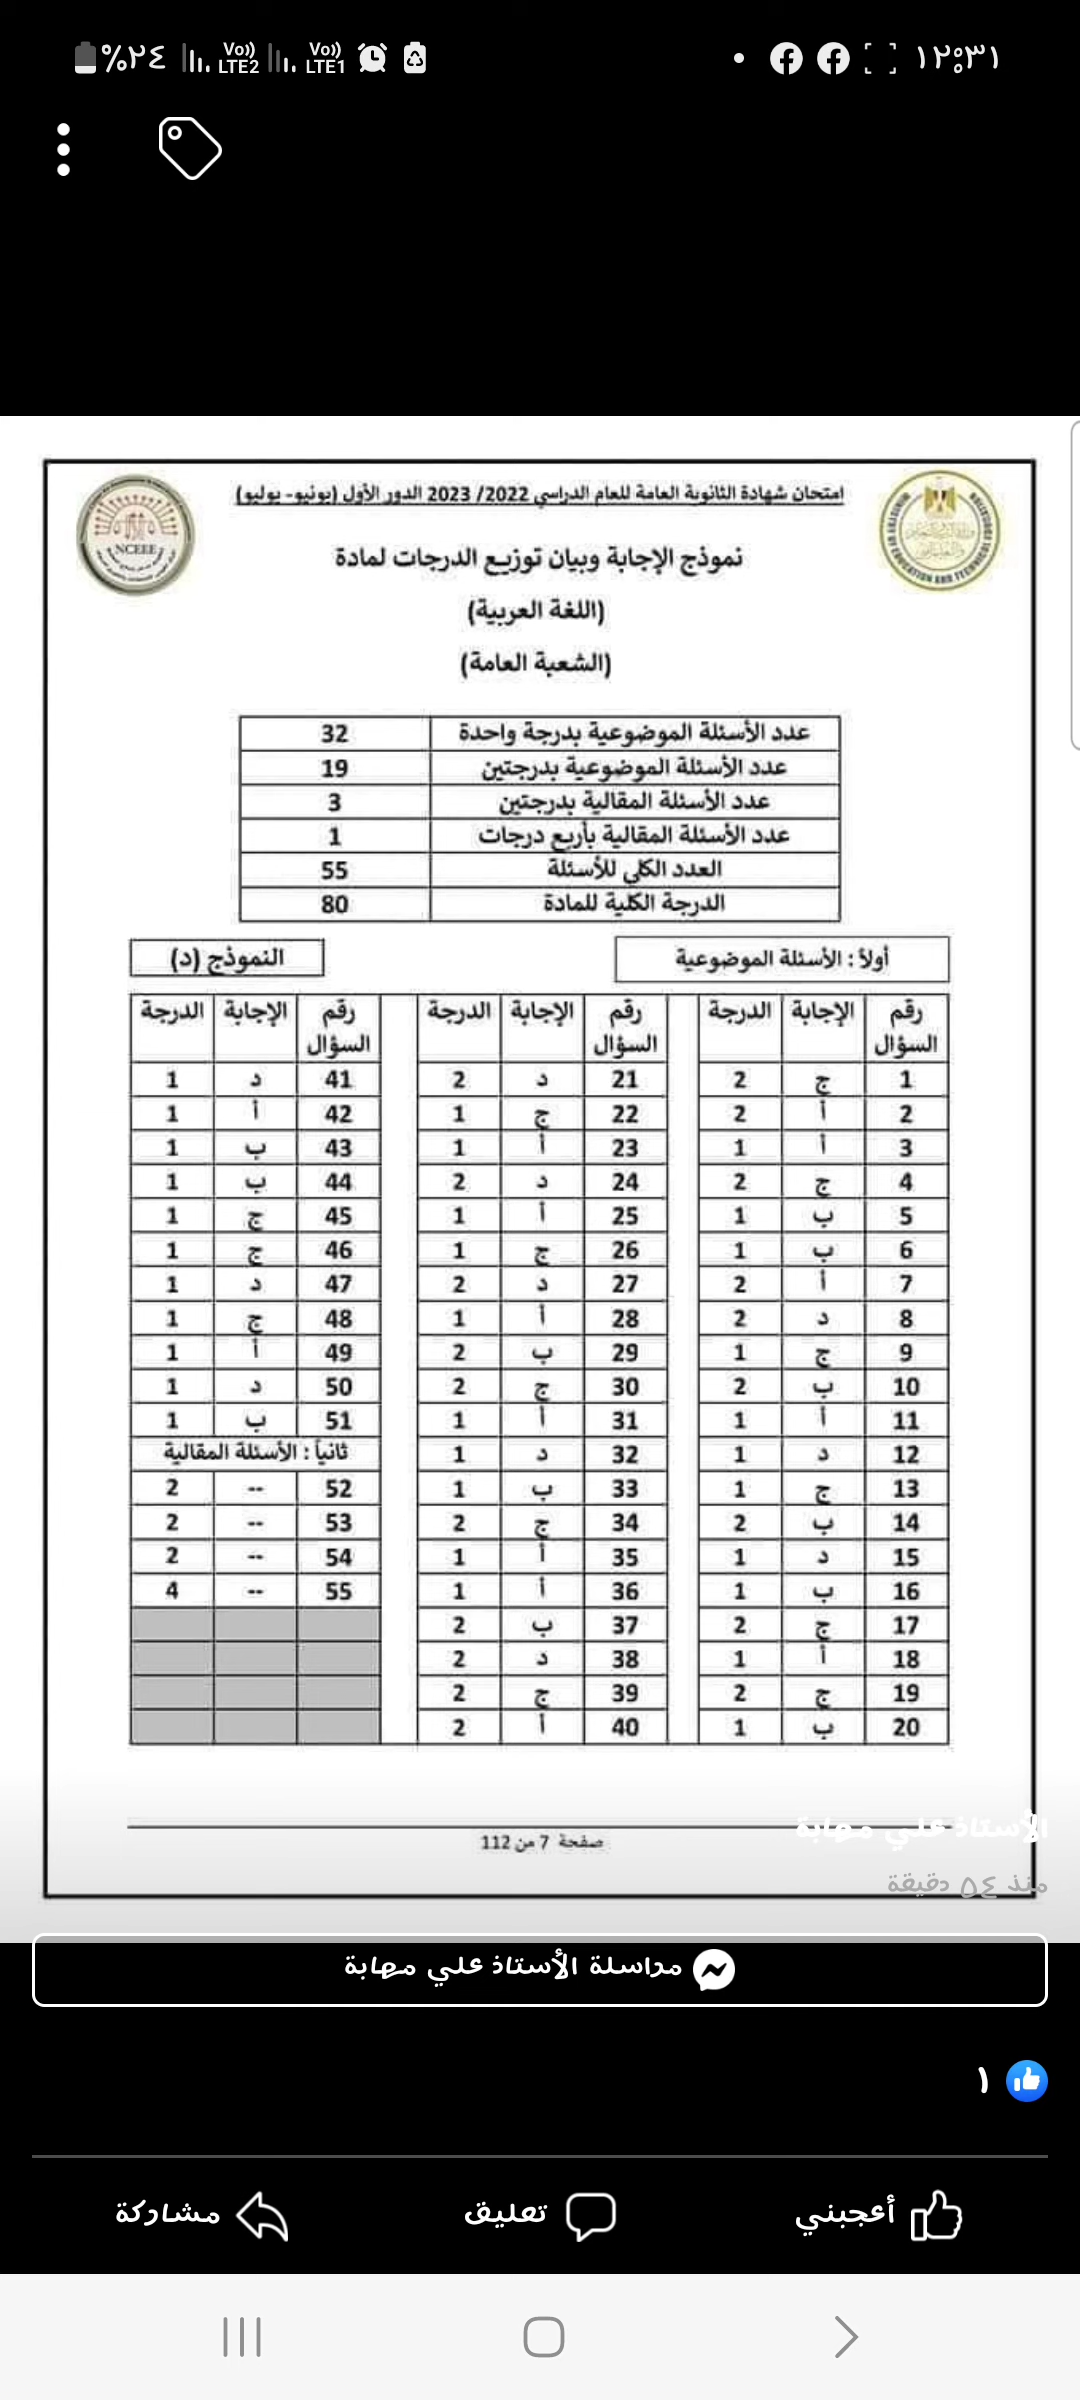 ١٢:٣١
%٢٤
Vo)) LTE2
Vo)) LTE1
امتحان شهادة الثانوية العامة للعام الدراسي 2022/ 2023 الدور الأول (يونيو- يوليو)
NCEEE
نموذج الإجابة وبيان توزيع الدرجات لمادة
(اللغة العربية)
(الشعبة العامة)
عدد الأسئلة الموضوعية بدرجة واحدة 32
عدد الأسئلة الموضوعية بدرجتين 19
عدد الأسئلة المقالية بدرجتين 3
عدد الأسئلة المقالية بأربع درجات 1
العدد الكلي للأسئلة 55
الدرجة الكلية للمادة 80
أولاً : الأسئلة الموضوعية
النموذج (د)
رقم السؤال الإجابة الدرجة رقم السؤال الإجابة الدرجة رقم السؤال الإجابة الدرجة
1 ج 2 21 د 2 41 د 1
2 أ 2 22 ج 1 42 أ 1
3 أ 1 23 أ 1 43 ب 1
4 ج 2 24 د 2 44 ب 1
5 ب 1 25 أ 1 45 ج 1
6 ب 1 26 ج 1 46 ج 1
7 أ 2 27 د 2 47 د 1
8 د 2 28 أ 1 48 ج 1
9 ج 1 29 ب 2 49 أ 1
10 ب 2 30 ج 2 50 د 1
11 أ 1 31 أ 1 51 ب 1
12 د 1 32 د 1 ثانياً : الأسئلة المقالية
13 ج 1 33 ب 1 52 -- 2
14 ب 2 34 ج 2 53 -- 2
15 د 1 35 أ 1 54 -- 2
16 ب 1 36 أ 1 55 -- 4
17 ج 2 37 ب 2
18 أ 1 38 د 2
19 ج 2 39 ج 2
20 ب 1 40 أ 2
صفحة 7 من 112
الأستاذ علي مهابة
منذ ٥٤ دقيقة
مراسلة الأستاذ علي مهابة
١
أعجبني
تعليق
مشاركة